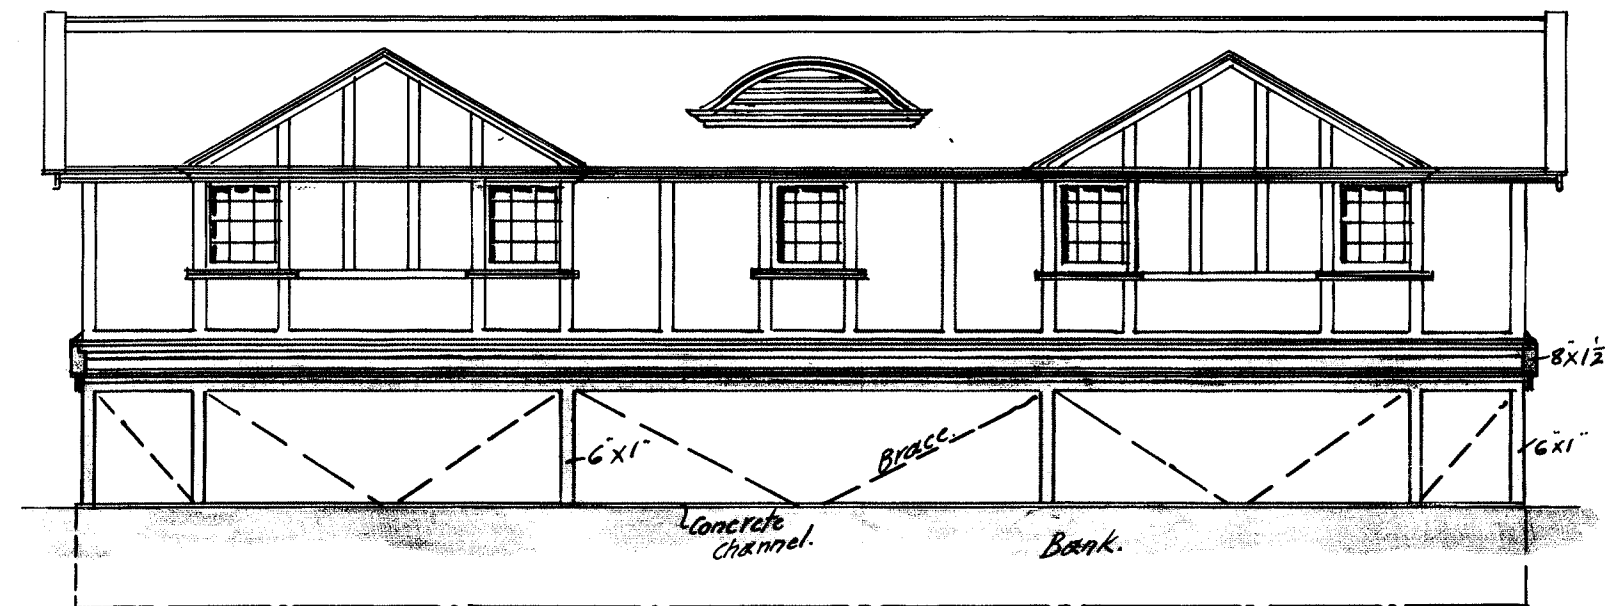 8"x1½
6"x1"
Brace.
6"x1"
Concrete
Channel.
Bank.